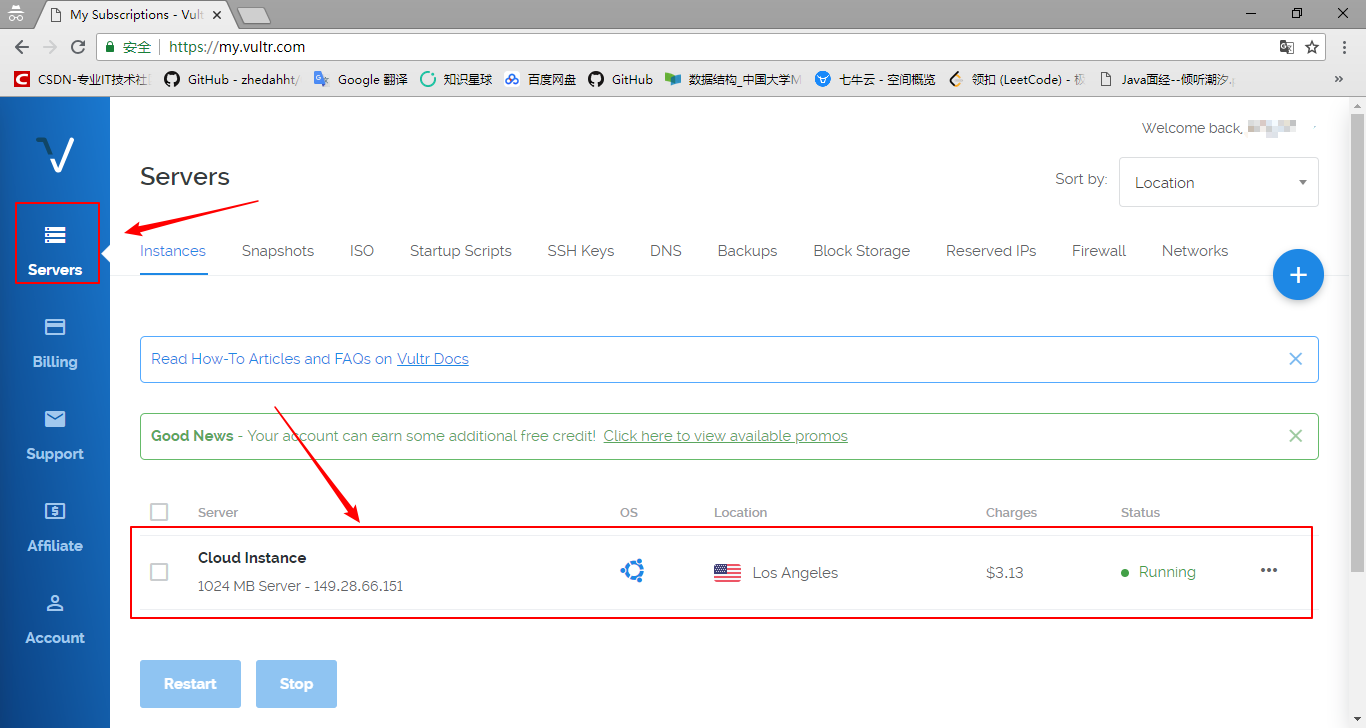 My Subscriptions - Vult
安全 https://my.vultr.com
CSDN-专业IT技术社 GitHub - zhedahht/ Google 翻译 知识星球 百度网盘 GitHub 数据结构_中国大学M 七牛云 - 空间概览 领扣 (LeetCode) - 极 Java面经--倾听潮汐.
Welcome back,
Servers
Sort by: Location
Instances Snapshots ISO Startup Scripts SSH Keys DNS Backups Block Storage Reserved IPs Firewall Networks
Servers
Billing
Support
Affiliate
Account
Read How-To Articles and FAQs on Vultr Docs
Good News - Your account can earn some additional free credit! Click here to view available promos
Server OS Location Charges Status
Cloud Instance
1024 MB Server - 149.28.66.151
Los Angeles $3.13 Running
Restart Stop